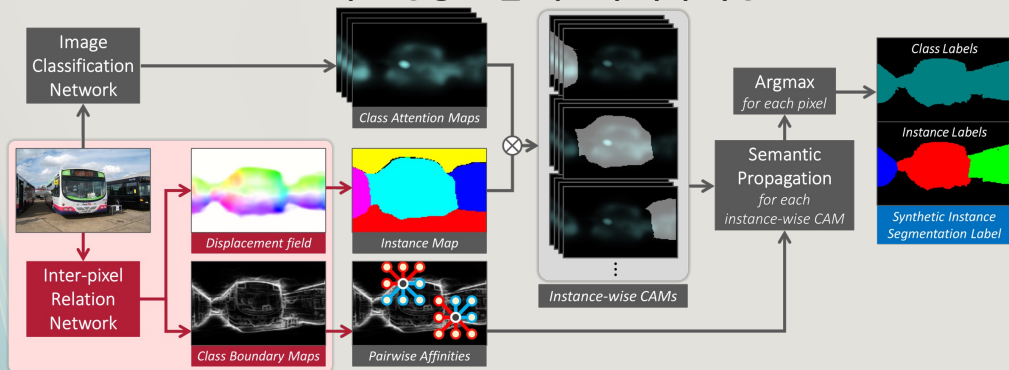 Image
Classification
Network
Class Attention Maps
Argmax
for each pixel
Class Labels
Instance Labels
Semantic
Propagation
for each
instance-wise CAM
Synthetic Instance
Segmentation Label
Displacement field
Instance Map
Inter-pixel
Relation
Network
Class Boundary Maps
Pairwise Affinities
Instance-wise CAMs